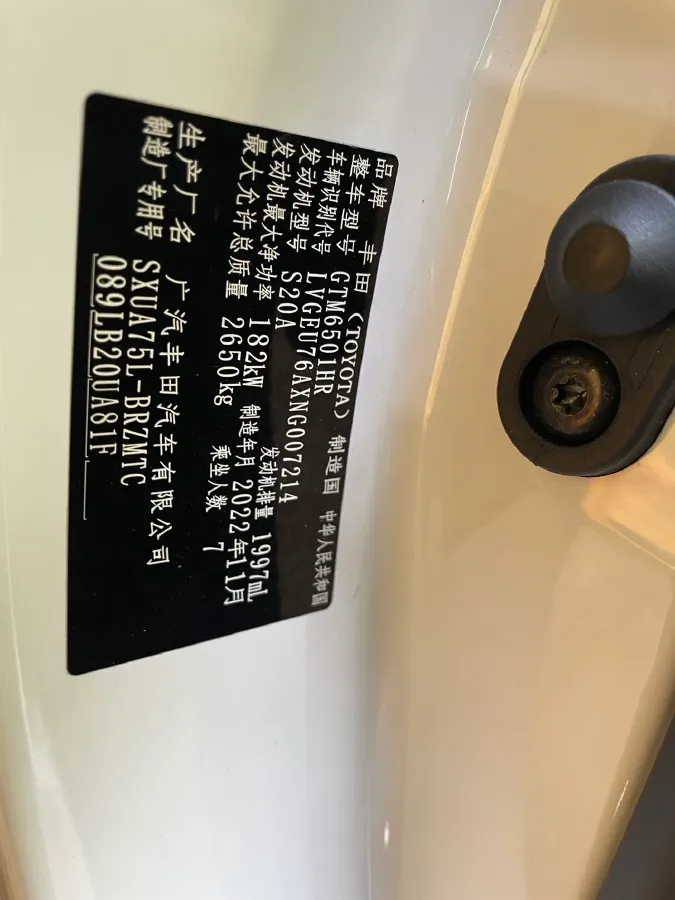 品牌 丰田（TOYOTA） 制造国 中华人民共和国
整车型号 GTM6501HR
车辆识别代号 LVGEU76AXNG007214
发动机型号 S20A 发动机排量 1997mL
发动机最大净功率 182kW 制造年月 2022年11月
最大允许总质量 2650kg 乘坐人数 7
生产厂名 广汽丰田汽车有限公司
制造厂专用号 SXUA75L-BRZMTC
089LB20UA81F